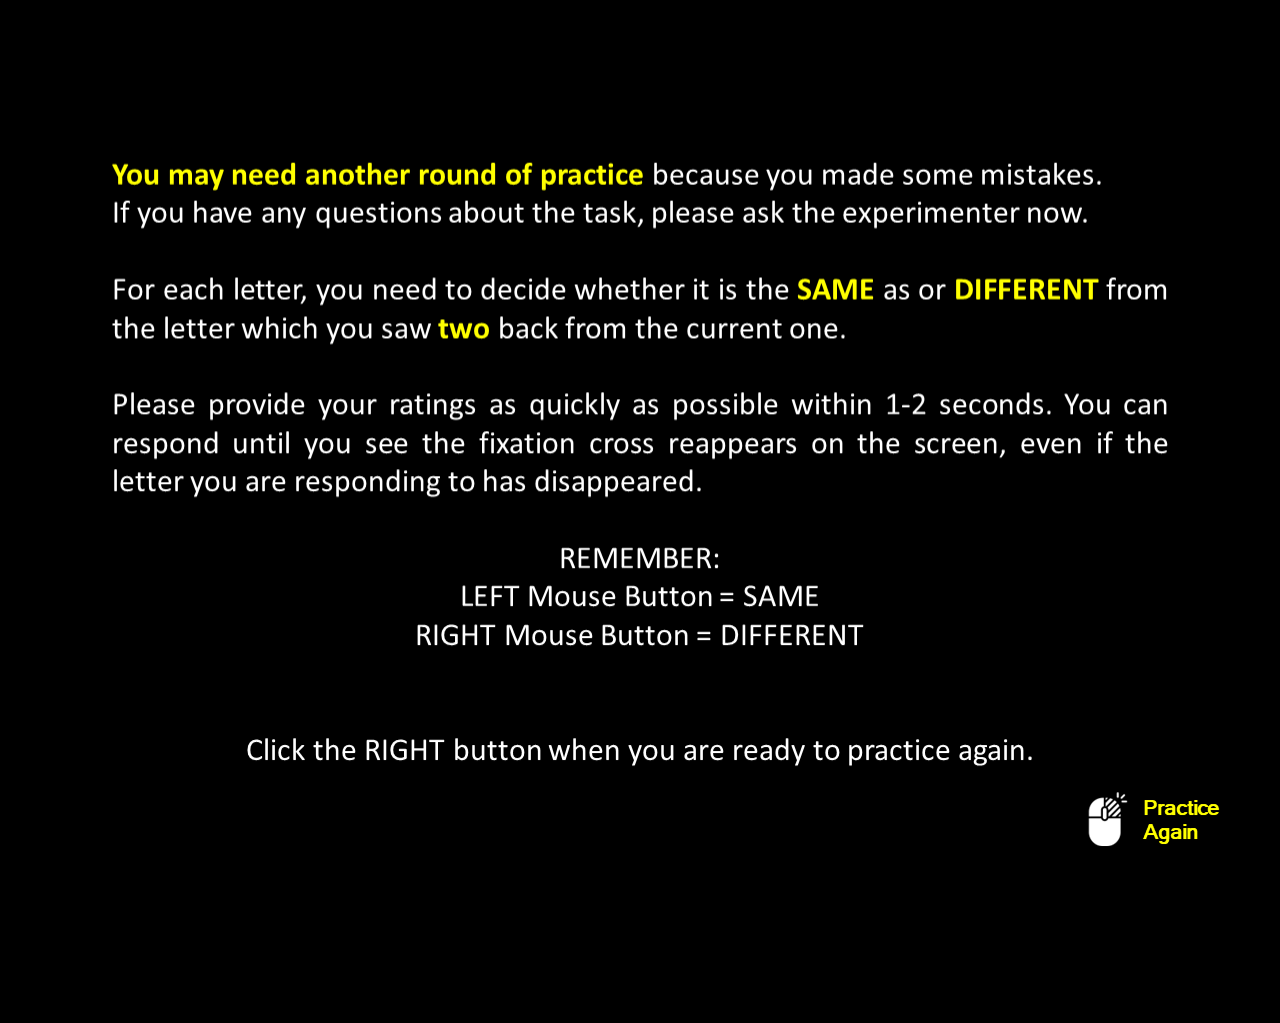 You may need another round of practice because you made some mistakes.
If you have any questions about the task, please ask the experimenter now.
For each letter, you need to decide whether it is the SAME as or DIFFERENT from
the letter which you saw two back from the current one.
Please provide your ratings as quickly as possible within 1-2 seconds. You can
respond until you see the fixation cross reappears on the screen, even if the
letter you are responding to has disappeared.
REMEMBER:
LEFT Mouse Button = SAME
RIGHT Mouse Button = DIFFERENT
Click the RIGHT button when you are ready to practice again.
Practice
Again